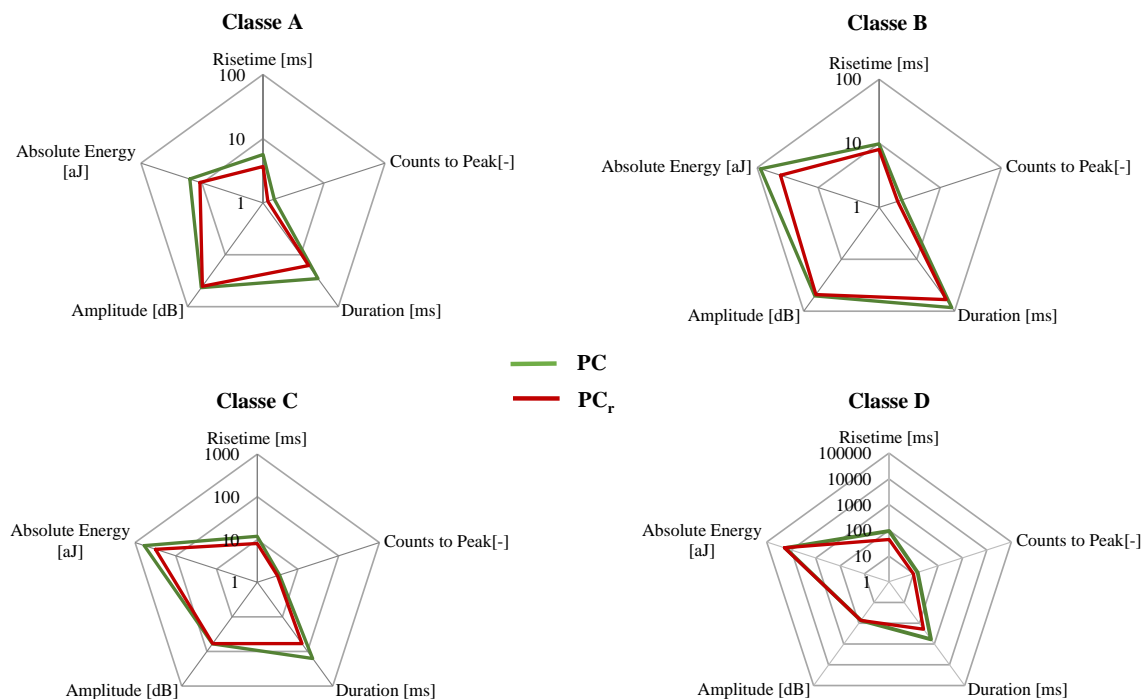 Classe A
Risetime [ms]
100
10
1
Absolute Energy
[aJ]
Counts to Peak[-]
Amplitude [dB]
Duration [ms]
Classe B
Risetime [ms]
100
10
1
Absolute Energy [aJ]
Counts to Peak[-]
Amplitude [dB]
Duration [ms]
PC
PCr
Classe C
Risetime [ms]
1000
100
10
1
Absolute Energy
[aJ]
Counts to Peak[-]
Amplitude [dB]
Duration [ms]
Classe D
Risetime [ms]
100000
10000
1000
100
10
1
Absolute Energy
[aJ]
Counts to Peak[-]
Amplitude [dB]
Duration [ms]